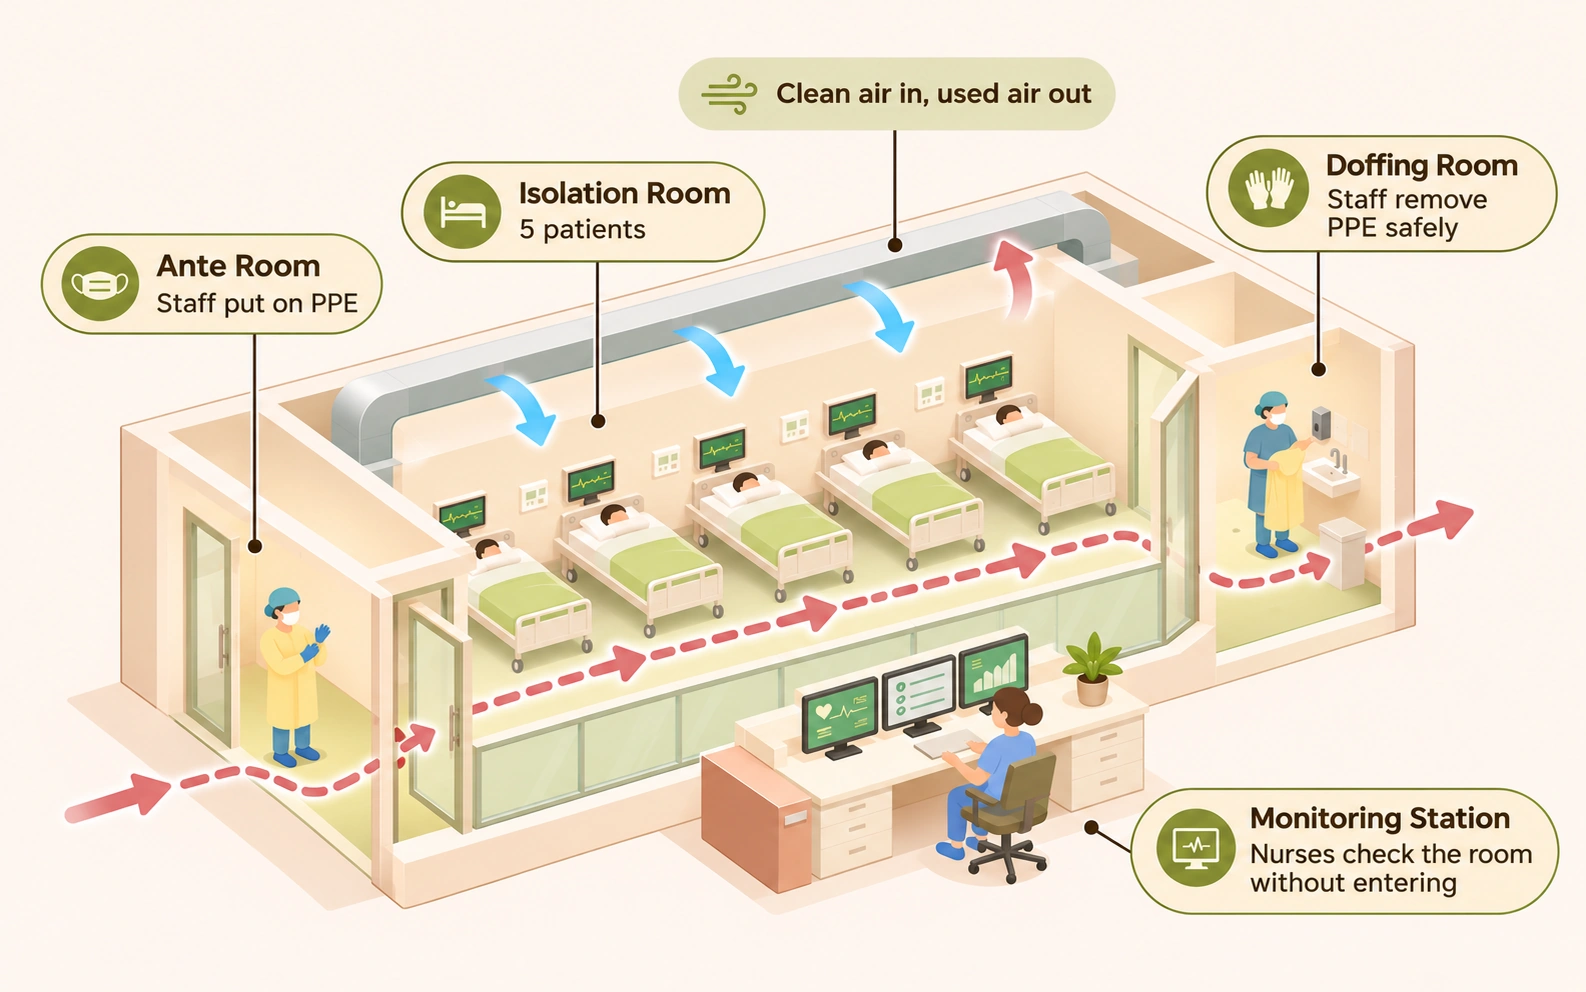 Clean air in, used air out
Isolation Room
5 patients
Doffing Room
Staff remove
PPE safely
Ante Room
Staff put on PPE
Monitoring Station
Nurses check the room
without entering